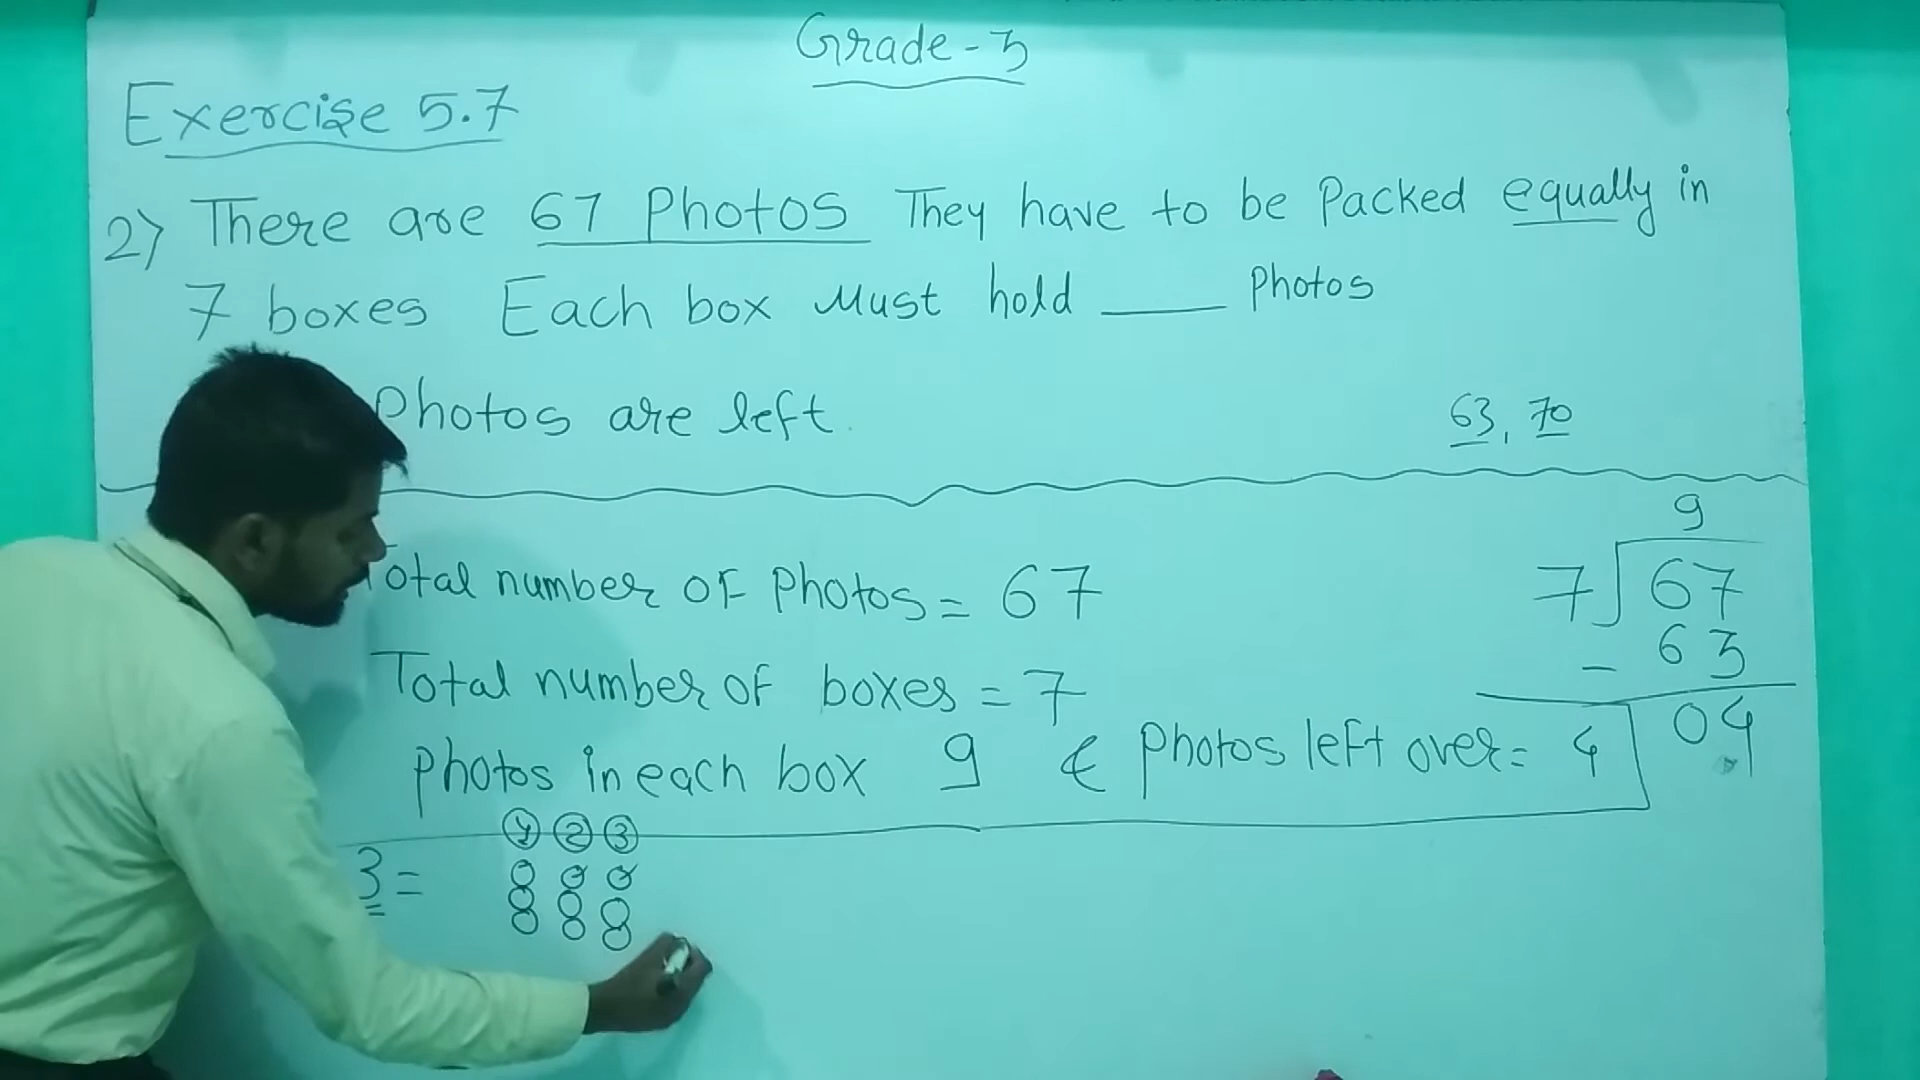 Grade-3
Exercise 5.7
2) There are 67 Photos They have to be Packed equally in
7 boxes Each box Must hold ____ Photos
Photos are left.
63, 70
Total number OF Photos = 67
Total number OF boxes = 7
Photos in each box 9 & Photos left over = 4
9
7 67
- 63
04
1 2 3
3 =